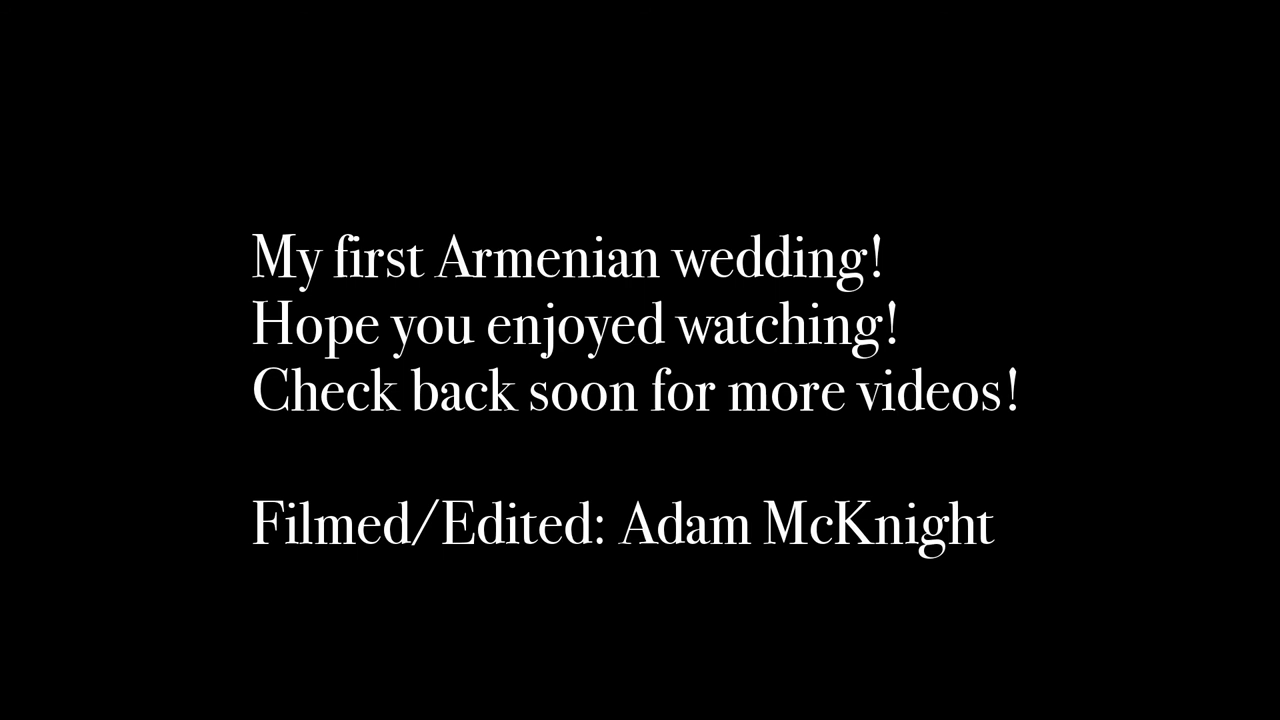 My first Armenian wedding!
Hope you enjoyed watching!
Check back soon for more videos!
Filmed/Edited: Adam McKnight